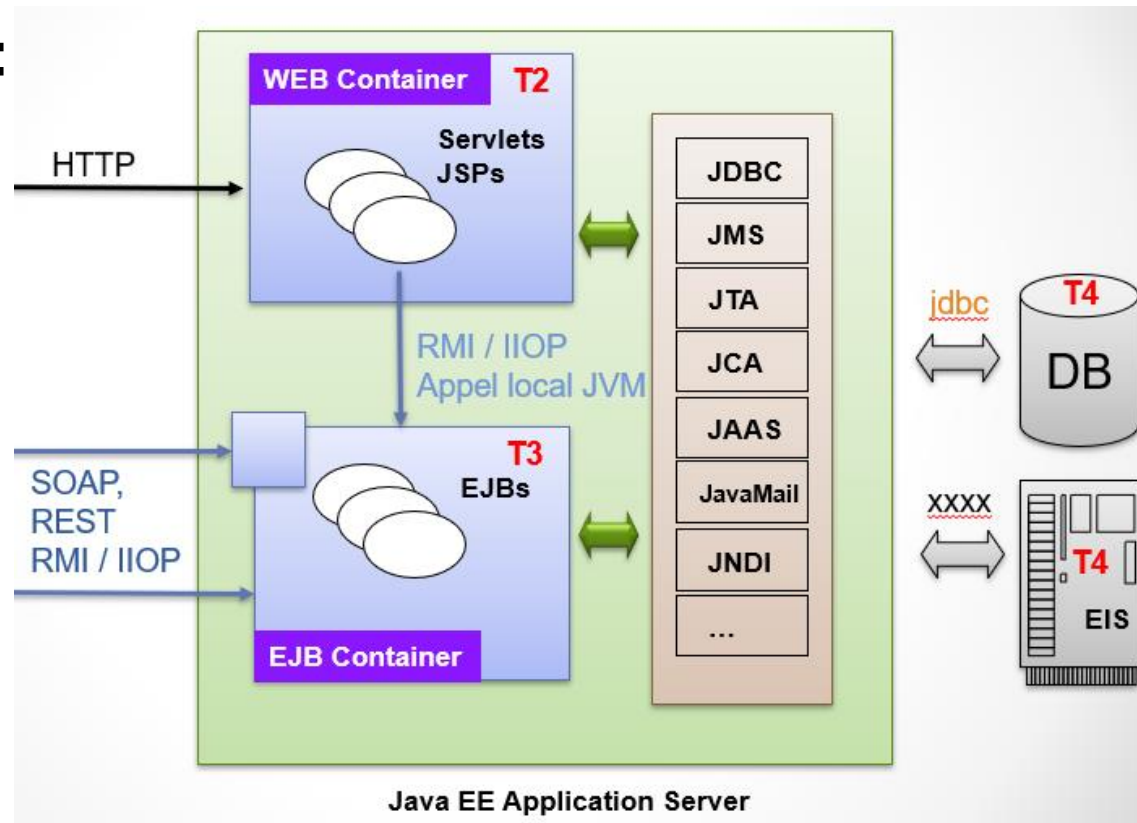 :
WEB Container
T2
Servlets
JSPs
HTTP
RMI / IIOP
Appel local JVM
SOAP,
REST
RMI / IIOP
T3
EJBs
EJB Container
JDBC
JMS
JTA
JCA
JAAS
JavaMail
JNDI
...
jdbc
T4
DB
xxxx
T4
EIS
Java EE Application Server